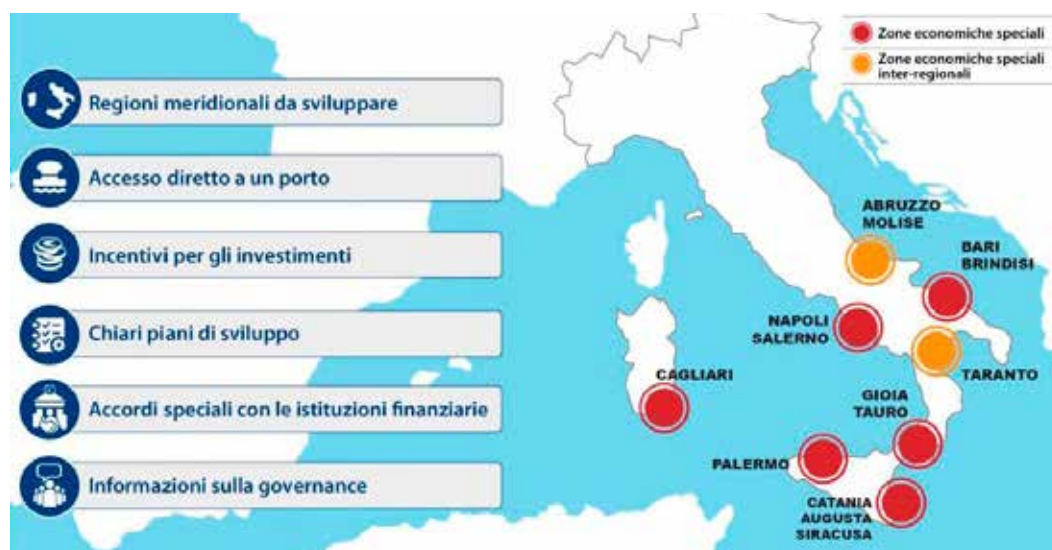 Zone economiche speciali
Zone economiche speciali
inter-regionali
Regioni meridionali da sviluppare
Accesso diretto a un porto
Incentivi per gli investimenti
Chiari piani di sviluppo
Accordi speciali con le istituzioni finanziarie
Informazioni sulla governance
ABRUZZO
MOLISE
BARI
BRINDISI
NAPOLI
SALERNO
TARANTO
CAGLIARI
GIOIA
TAURO
PALERMO
CATANIA
AUGUSTA
SIRACUSA